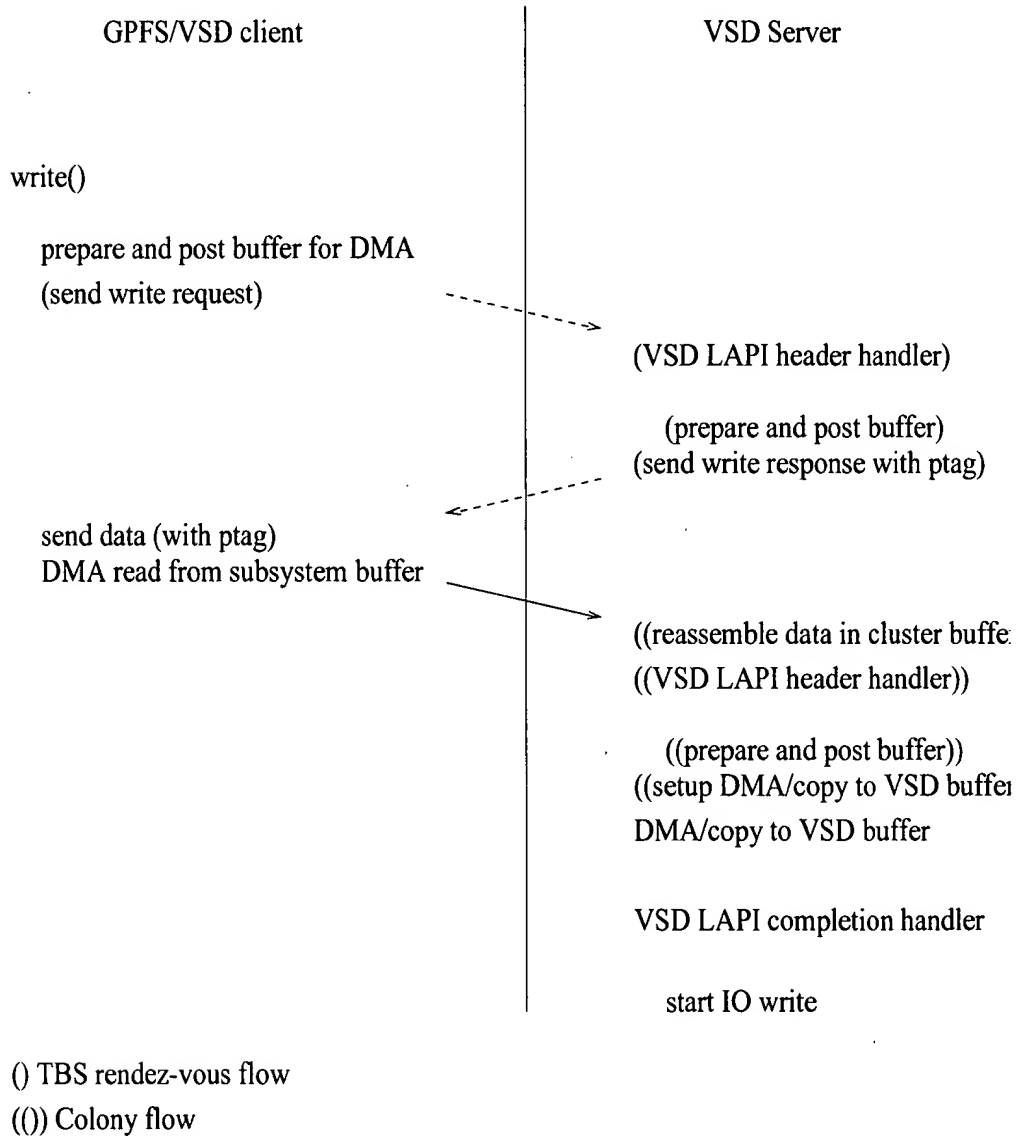 GPFS/VSD client
VSD Server
write()
prepare and post buffer for DMA
(send write request)
(VSD LAPI header handler)
(prepare and post buffer)
(send write response with ptag)
send data (with ptag)
DMA read from subsystem buffer
((reassemble data in cluster buffe
((VSD LAPI header handler))
((prepare and post buffer))
((setup DMA/copy to VSD buffer
DMA/copy to VSD buffer
VSD LAPI completion handler
start IO write
() TBS rendez-vous flow
(()) Colony flow